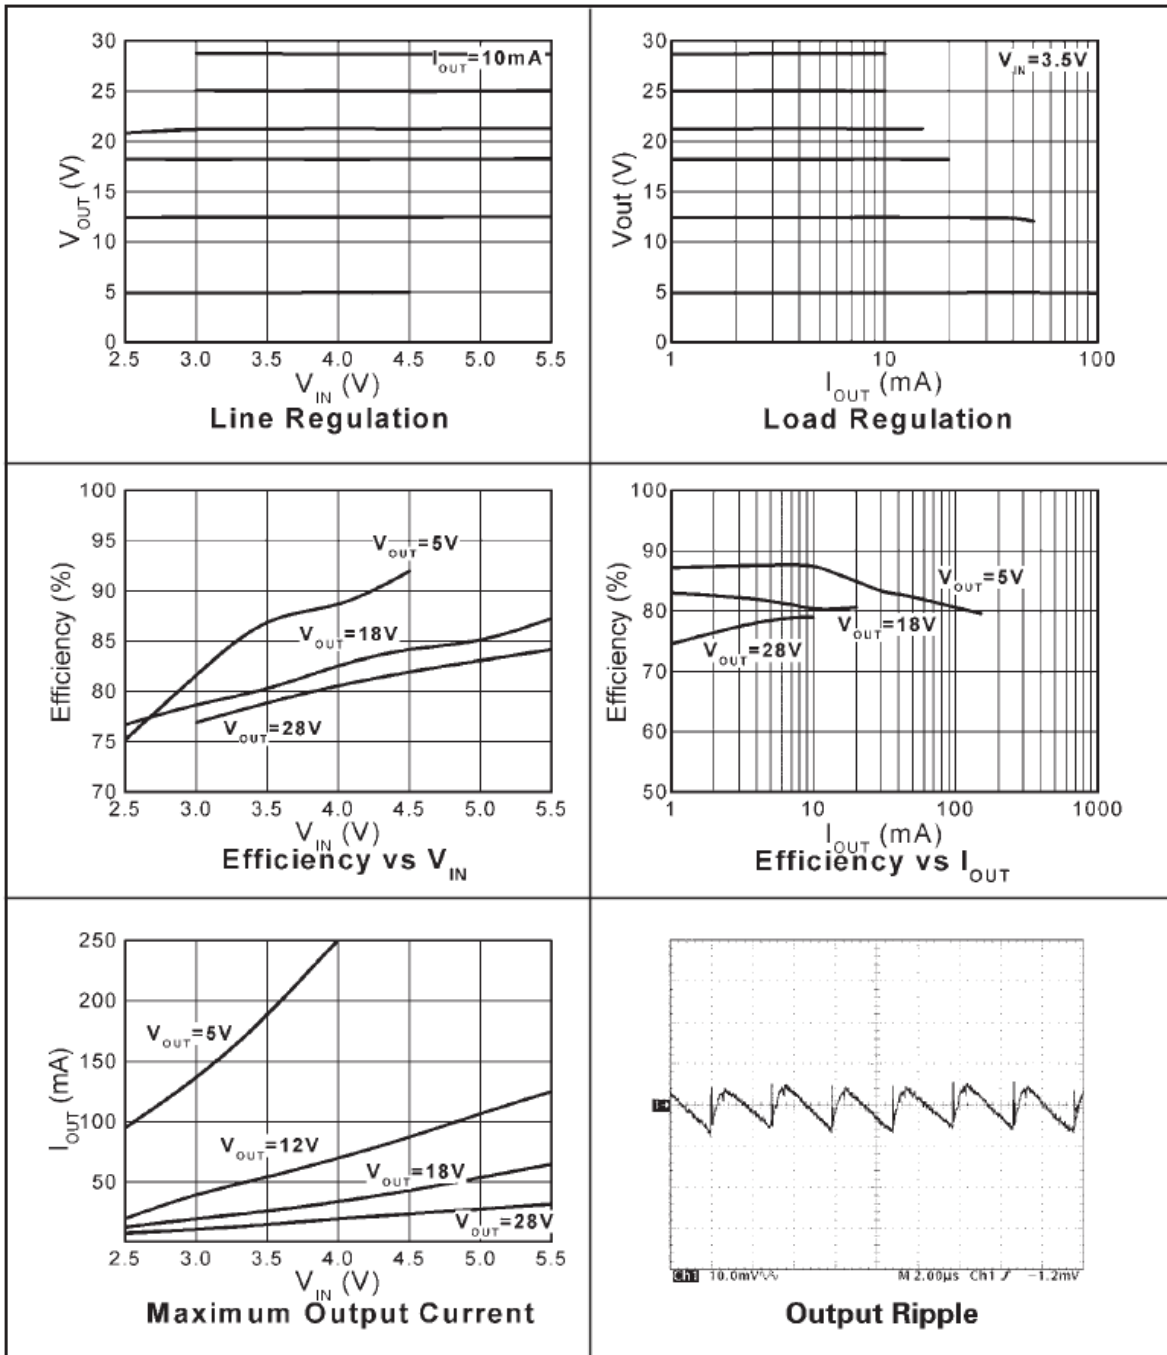 30
25
20
15
10
5
0
V_OUT (V)
I_OUT=10mA
2.5 3.0 3.5 4.0 4.5 5.0 5.5
V_IN (V)
Line Regulation
30
25
20
15
10
5
0
Vout (V)
V_IN=3.5V
1 10 100
I_OUT (mA)
Load Regulation
100
95
90
85
80
75
70
Efficiency (%)
V_OUT=5V
V_OUT=18V
V_OUT=28V
2.5 3.0 3.5 4.0 4.5 5.0 5.5
V_IN (V)
Efficiency vs V_IN
100
90
80
70
60
50
Efficiency (%)
V_OUT=5V
V_OUT=18V
V_OUT=28V
1 10 100 1000
I_OUT (mA)
Efficiency vs I_OUT
250
200
150
100
50
I_OUT (mA)
V_OUT=5V
V_OUT=12V
V_OUT=18V
V_OUT=28V
2.5 3.0 3.5 4.0 4.5 5.0 5.5
V_IN (V)
Maximum Output Current
Ch1 10.0mV M 2.00µs Ch1 -1.2mV
Output Ripple